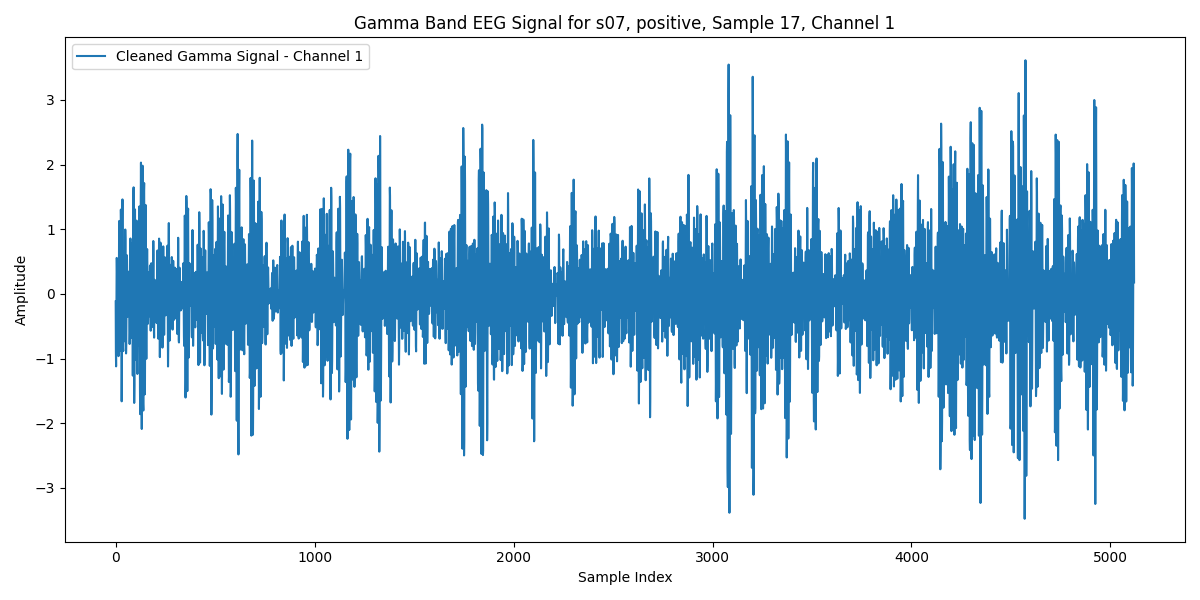 Gamma Band EEG Signal for s07, positive, Sample 17, Channel 1
Cleaned Gamma Signal - Channel 1
3
2
1
0
−1
−2
−3
Amplitude
0 1000 2000 3000 4000 5000
Sample Index